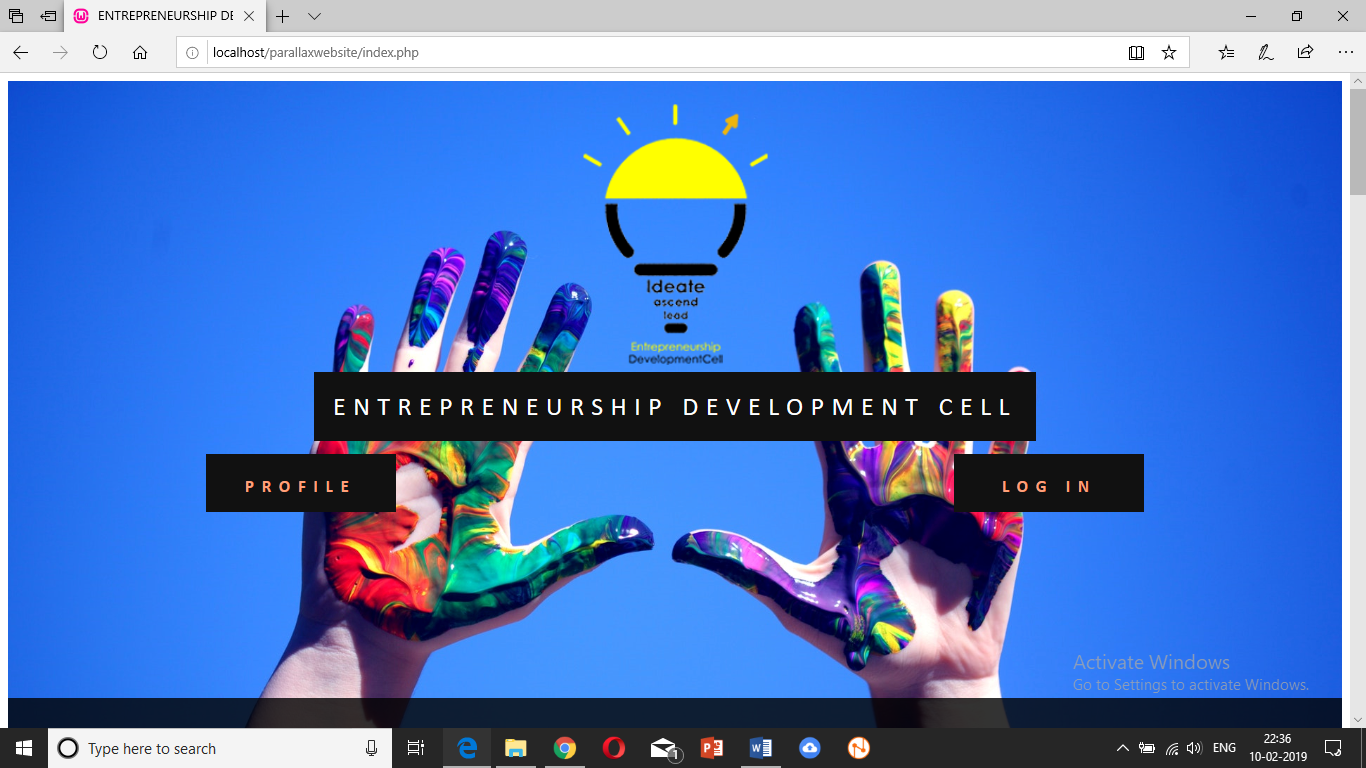 ENTREPRENEURSHIP DE
localhost/parallaxwebsite/index.php
Ideate
ascend
lead
Entrepreneurship
DevelopmentCell
ENTREPRENEURSHIP DEVELOPMENT CELL
PROFILE
LOG IN
Activate Windows
Go to Settings to activate Windows.
Type here to search
1
ENG
22:36
10-02-2019